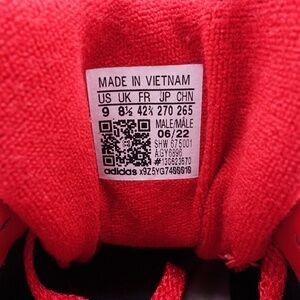 MADE IN VIETNAM
US UK FR JP CHN
9 8½ 42⅔ 270 265
MALE/MÂLE
06/22
SHW 675001
adidas